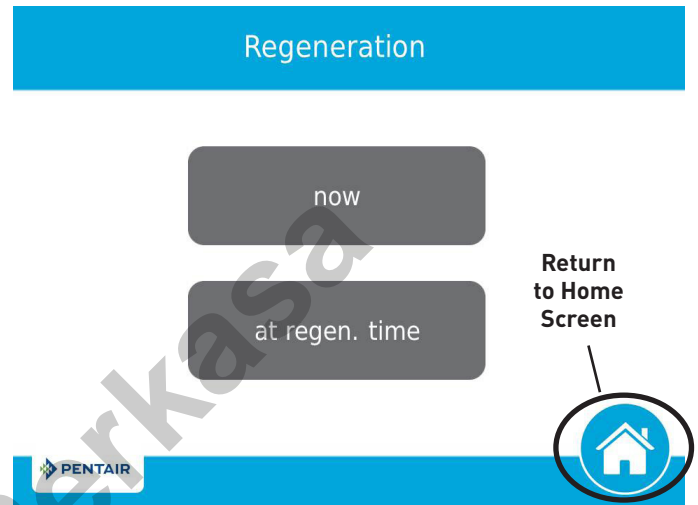 Regeneration
now
at regen. time
Return
to Home
Screen
PENTAIR